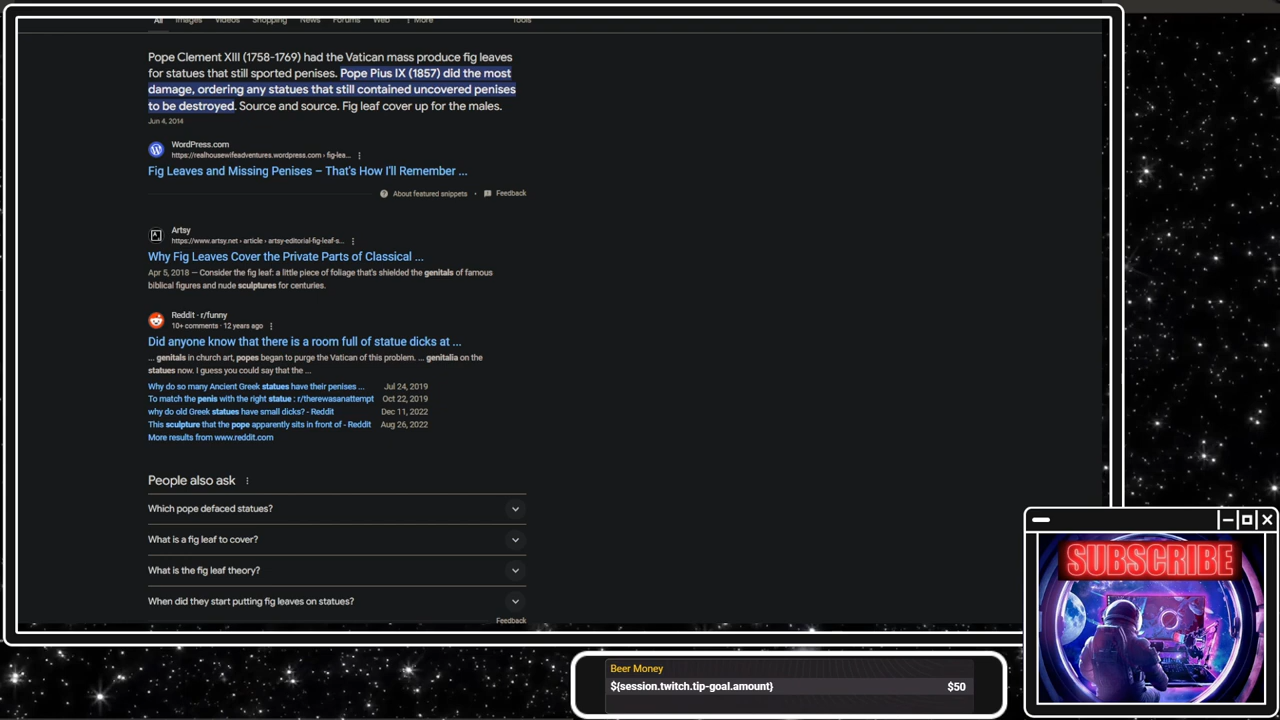 All Images Videos Shopping News Forums Web More Tools
Pope Clement XIII (1758-1769) had the Vatican mass produce fig leaves
for statues that still sported penises. Pope Pius IX (1857) did the most
damage, ordering any statues that still contained uncovered penises
to be destroyed. Source and source. Fig leaf cover up for the males.
Jun 4, 2014
WordPress.com
https://realhousewifeadventures.wordpress.com › fig-lea...
Fig Leaves and Missing Penises – That's How I'll Remember ...
About featured snippets • Feedback
Artsy
https://www.artsy.net › article › artsy-editorial-fig-leaf-s...
Why Fig Leaves Cover the Private Parts of Classical ...
Apr 5, 2018 — Consider the fig leaf: a little piece of foliage that's shielded the genitals of famous
biblical figures and nude sculptures for centuries.
Reddit · r/funny
10+ comments · 12 years ago
Did anyone know that there is a room full of statue dicks at ...
... genitals in church art, popes began to purge the Vatican of this problem. ... genitalia on the
statues now. I guess you could say that the ...
Why do so many Ancient Greek statues have their penises ... Jul 24, 2019
To match the penis with the right statue : r/therewasanattempt Oct 22, 2019
why do old Greek statues have small dicks? - Reddit Dec 11, 2022
This sculpture that the pope apparently sits in front of - Reddit Aug 26, 2022
More results from www.reddit.com
People also ask
Which pope defaced statues?
What is a fig leaf to cover?
What is the fig leaf theory?
When did they start putting fig leaves on statues?
Feedback
SUBSCRIBE
Beer Money
${session.twitch.tip-goal.amount} $50